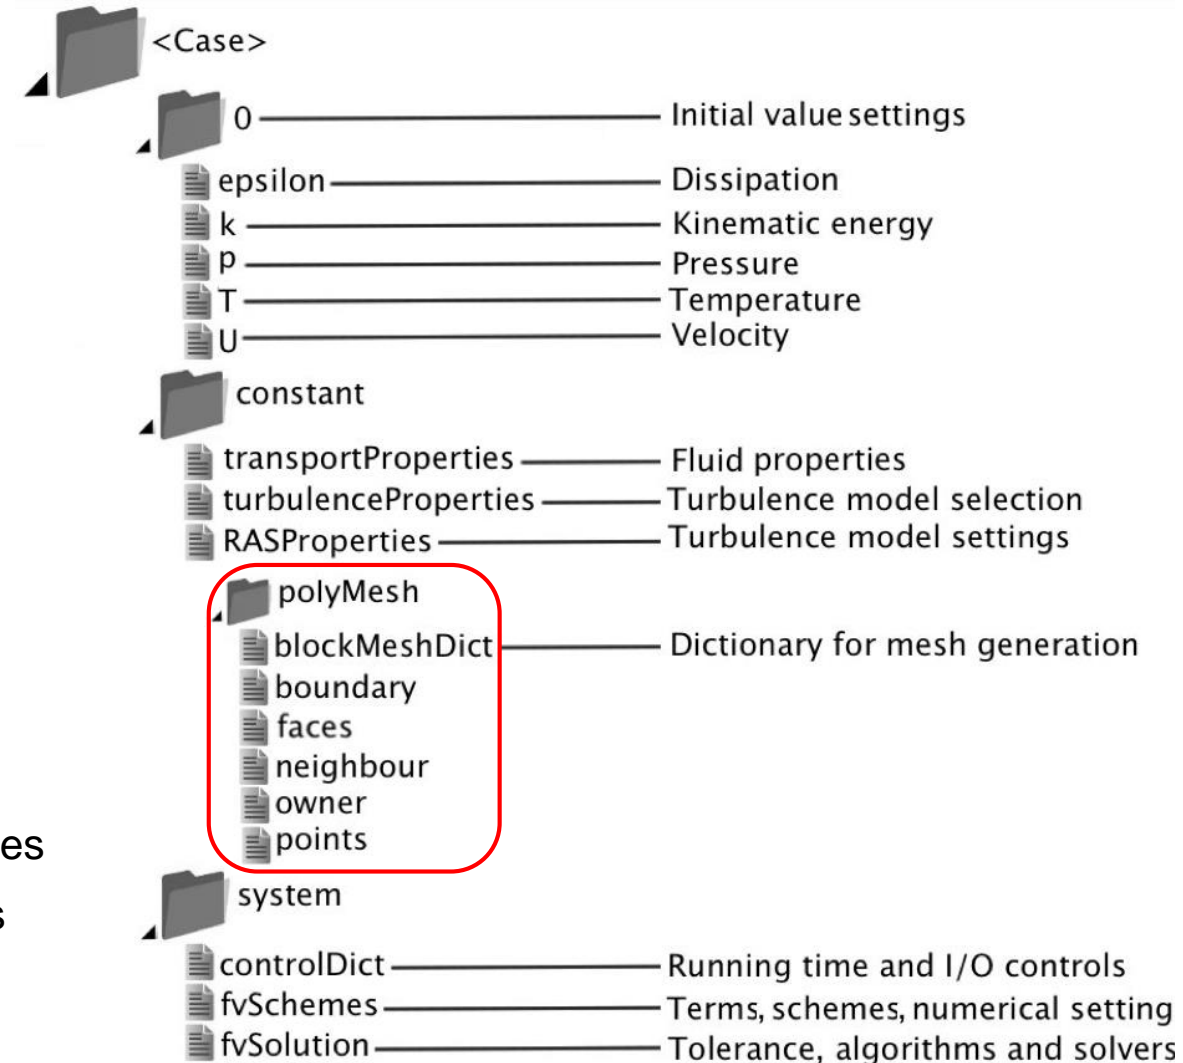 <Case>
0 Initial value settings
epsilon Dissipation
k Kinematic energy
p Pressure
T Temperature
U Velocity
constant
transportProperties Fluid properties
turbulenceProperties Turbulence model selection
RASProperties Turbulence model settings
polyMesh
blockMeshDict Dictionary for mesh generation
boundary
faces
neighbour
owner
points
es
system
s
controlDict Running time and I/O controls
fvSchemes Terms, schemes, numerical setting
fvSolution Tolerance, algorithms and solvers